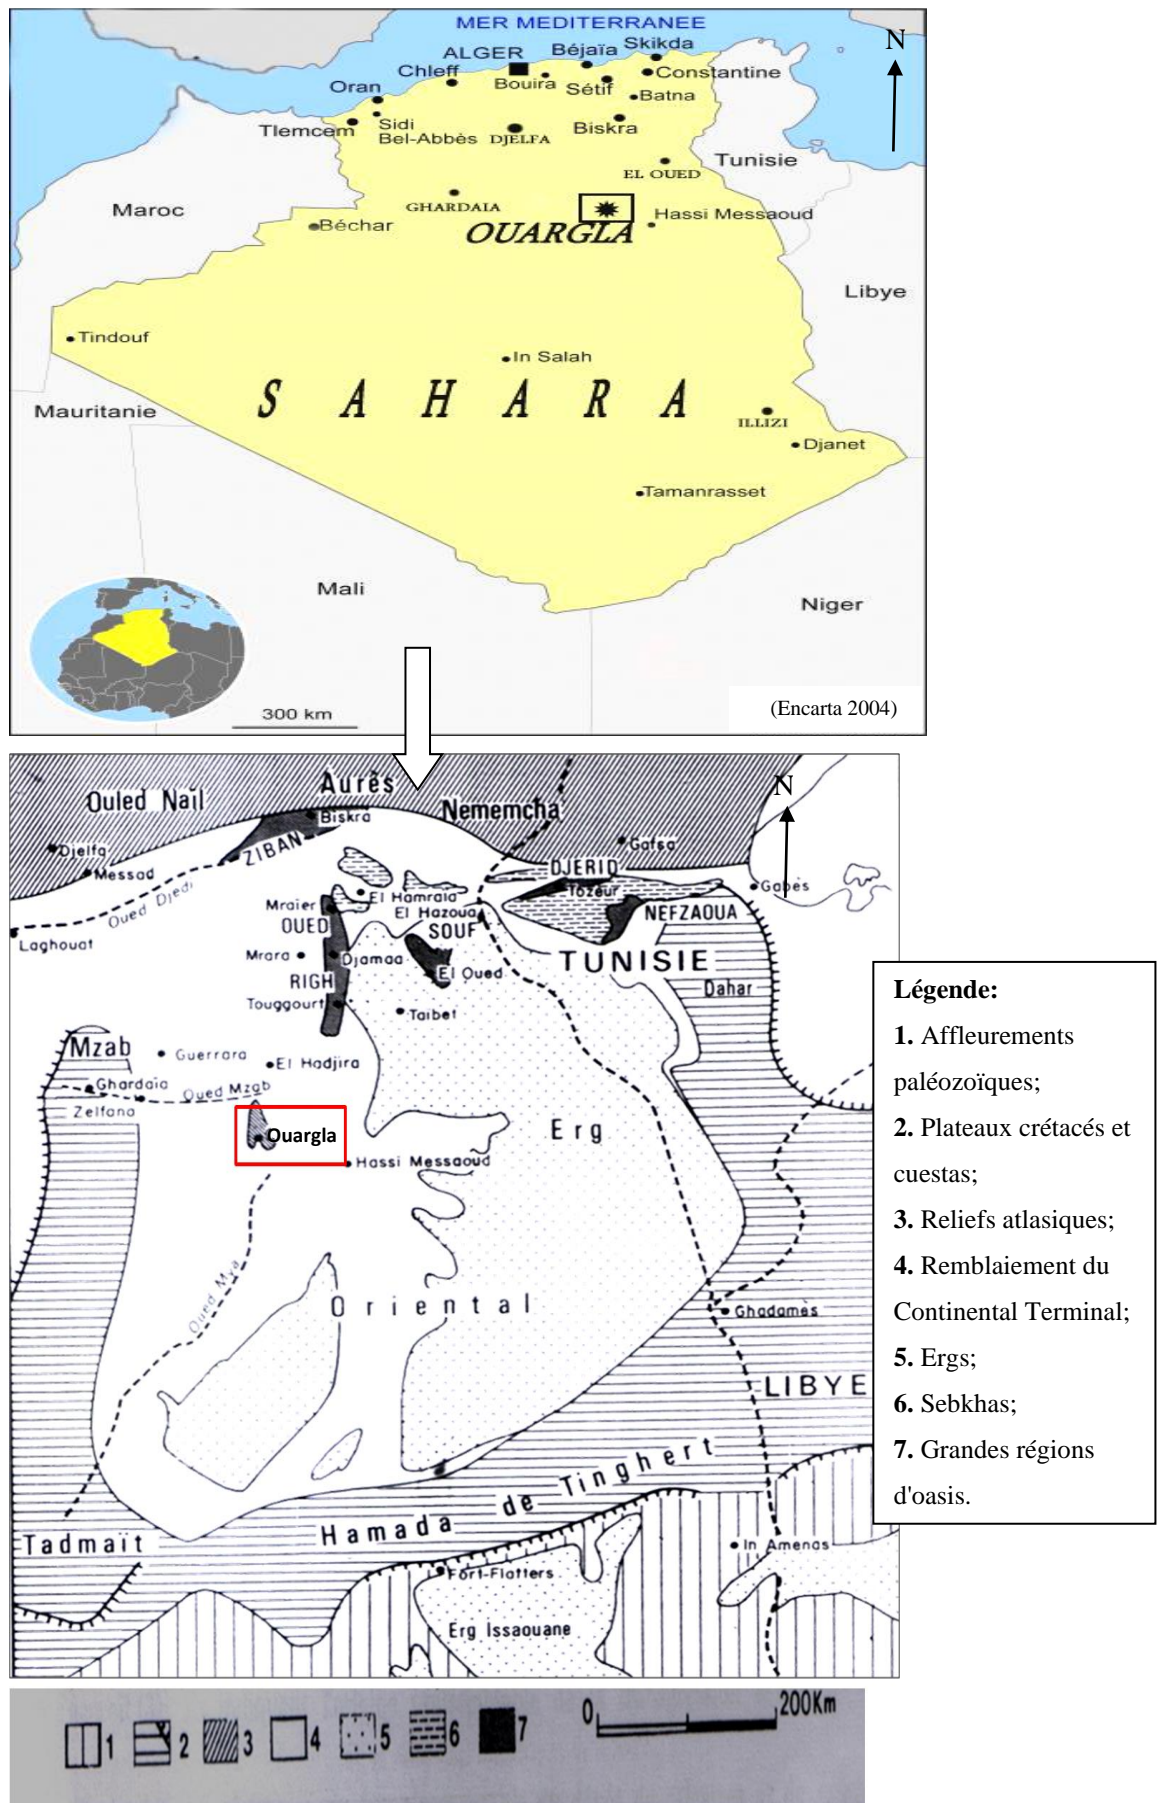 MER MEDITERRANEE
N
ALGER
Béjaïa
Skikda
Chleff
Bouira
Sétif
Constantine
Oran
Batna
Tlemcem
Sidi
Bel-Abbès
DJELFA
Biskra
Tunisie
EL OUED
Maroc
GHARDAIA
Béchar
OUARGLA
Hassi Messaoud
Libye
Tindouf
In Salah
SAHARA
Mauritanie
ILLIZI
Djanet
Tamanrasset
Mali
Niger
300 km
(Encarta 2004)
N
Ouled Naïl
Aurès
Nememcha
Biskra
Djelfa
ZIBAN
Gafsa
Messad
DJERID
Oued Djedi
Tozeur
Gabès
Mraïer
El Hamraia
El Hazoua
OUED
SOUF
NEFZAOUA
Laghouat
Mrara
Djamaa
El Oued
TUNISIE
RIGH
Dahar
Touggourt
Taibet
Mzab
Guerrara
El Hadjira
Ghardaïa
Oued Mzab
Zelfana
Ouargla
Erg
Hassi Messaoud
Oued Mya
Oriental
Ghadamès
LIBYE
Hamada de Tinghert
Tadmaït
In Amenas
Fort-Flatters
Erg Issaouane
Légende:
1. Affleurements
paléozoïques;
2. Plateaux crétacés et
cuestas;
3. Reliefs atlasiques;
4. Remblaiement du
Continental Terminal;
5. Ergs;
6. Sebkhas;
7. Grandes régions
d'oasis.
1 2 3 4 5 6 7 0 200Km